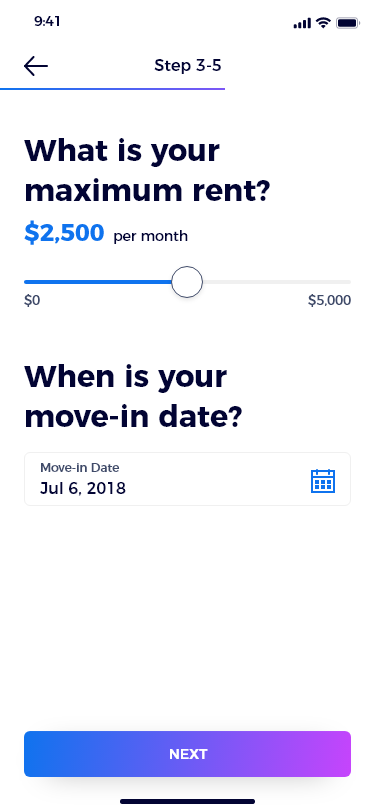 9:41
Step 3-5
What is your
maximum rent?
$2,500 per month
$0 $5,000
When is your
move-in date?
Move-in Date
Jul 6, 2018
NEXT